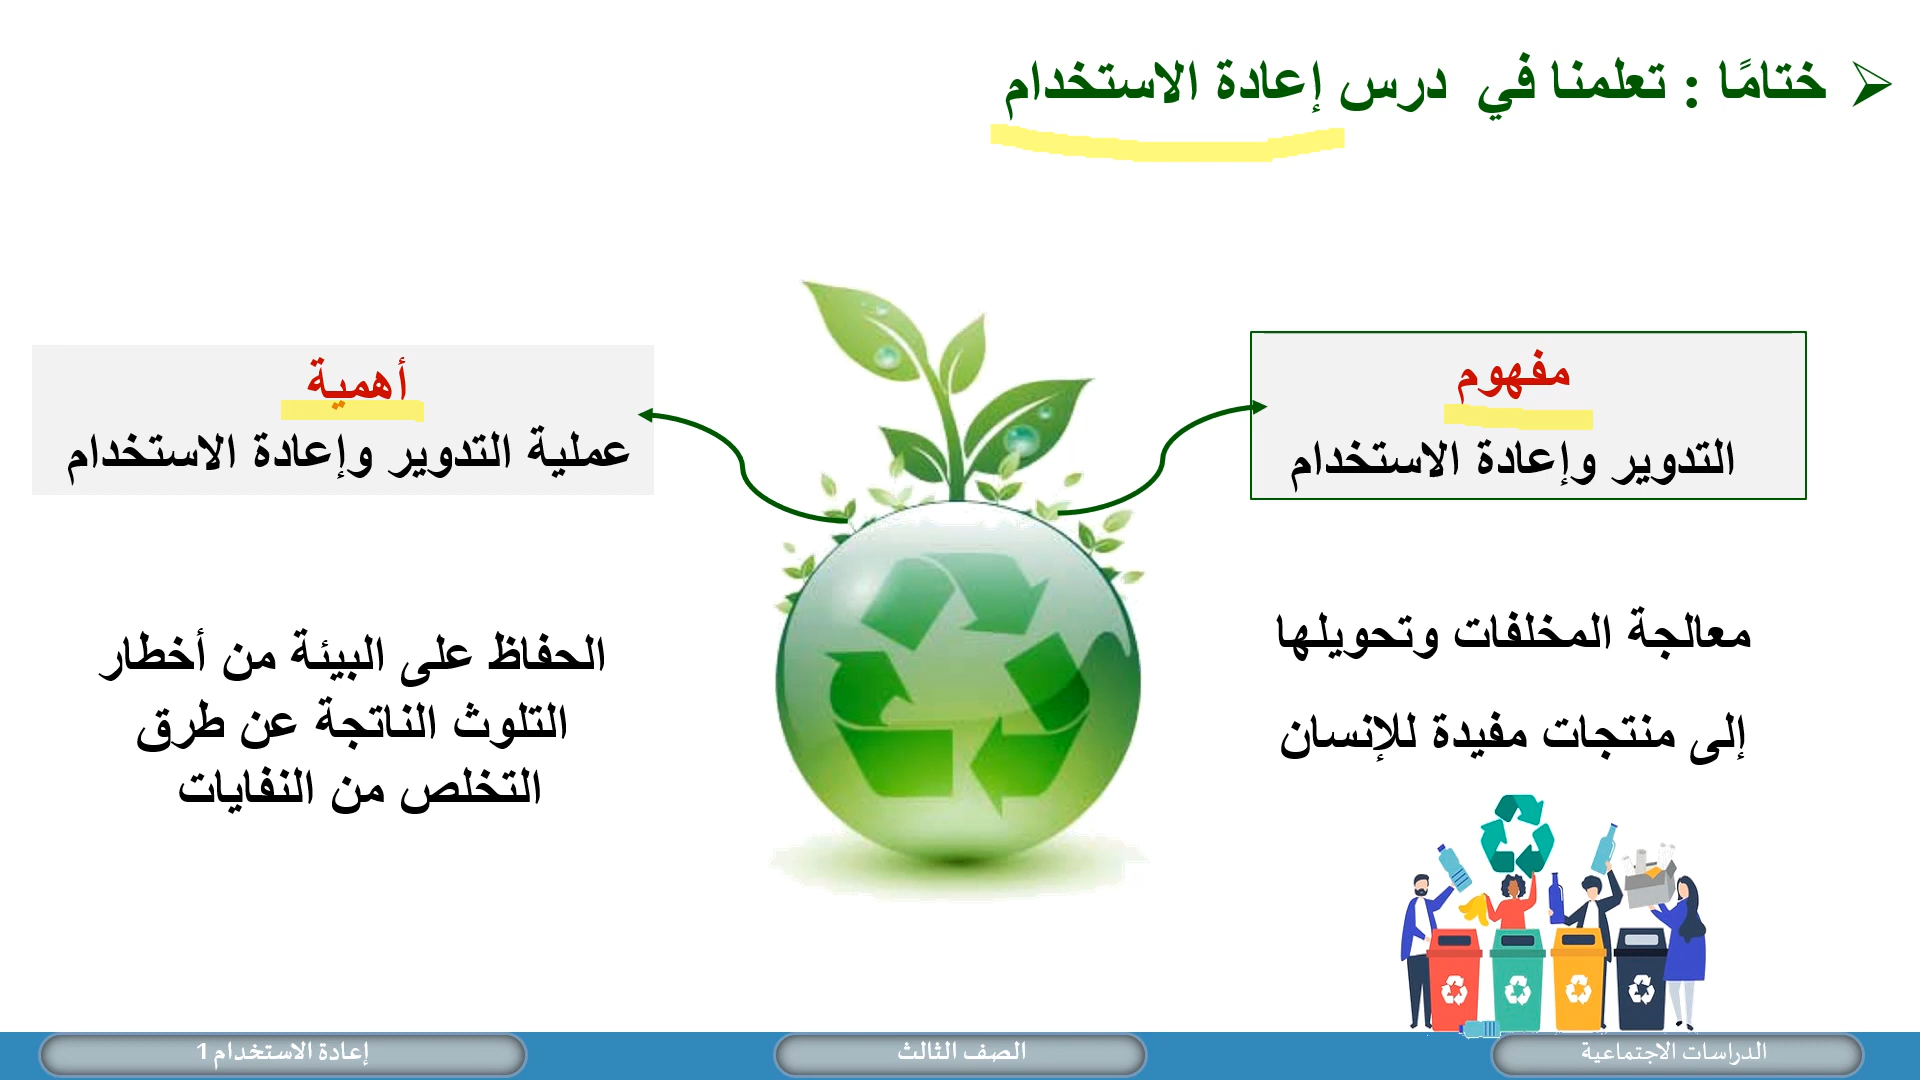 ختامًا : تعلمنا في درس إعادة الاستخدام
مفهوم
التدوير وإعادة الاستخدام
معالجة المخلفات وتحويلها
إلى منتجات مفيدة للإنسان
أهمية
عملية التدوير وإعادة الاستخدام
الحفاظ على البيئة من أخطار
التلوث الناتجة عن طرق
التخلص من النفايات
الدراسات الاجتماعية
الصف الثالث
إعادة الاستخدام 1